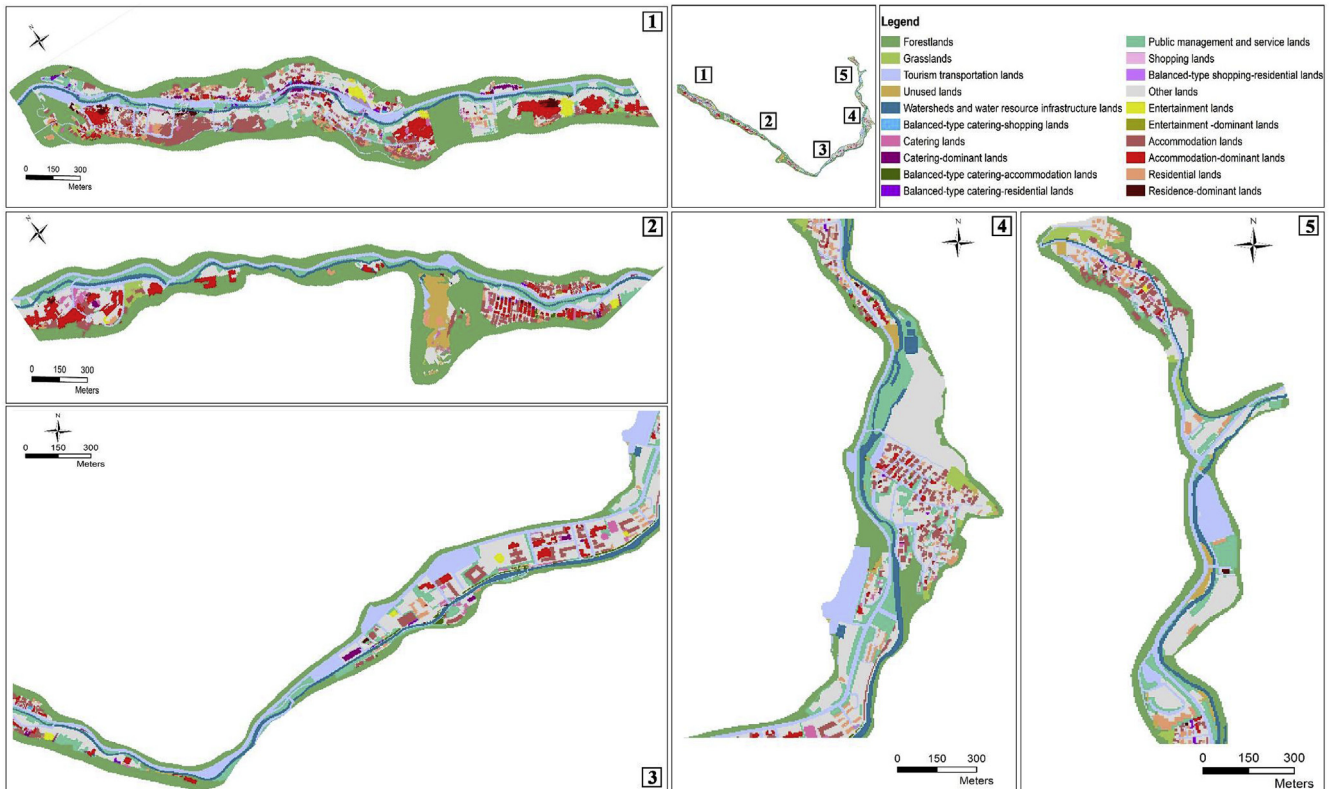 1
N
0 150 300
Meters
1
2
3
4
5
Legend
Forestlands
Grasslands
Tourism transportation lands
Unused lands
Watersheds and water resource infrastructure lands
Balanced-type catering-shopping lands
Catering lands
Catering-dominant lands
Balanced-type catering-accommodation lands
Balanced-type catering-residential lands
Public management and service lands
Shopping lands
Balanced-type shopping-residential lands
Other lands
Entertainment lands
Entertainment -dominant lands
Accommodation lands
Accommodation-dominant lands
Residential lands
Residence-dominant lands
2
N
0 150 300
Meters
N
0 150 300
Meters
3
4
N
0 150 300
Meters
5
N
0 150 300
Meters